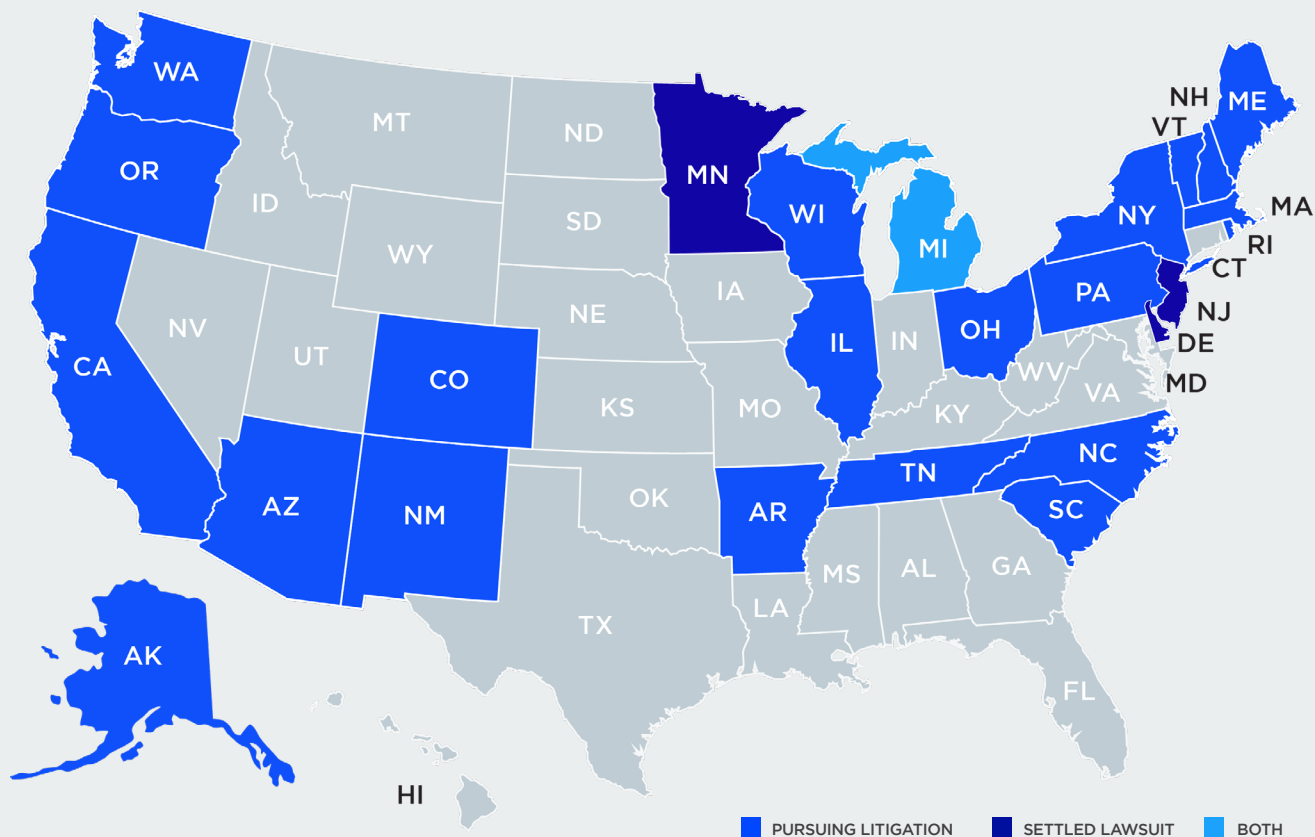 WA
MT
ND
MN
NH
ME
VT
OR
ID
SD
WI
MI
NY
MA
WY
RI
CT
IA
PA
NE
NV
UT
IL
IN
OH
NJ
DE
CA
CO
KS
MO
WV
VA
MD
KY
TN
NC
AZ
NM
OK
AR
SC
MS
AL
GA
TX
LA
AK
FL
HI
PURSUING LITIGATION SETTLED LAWSUIT BOTH